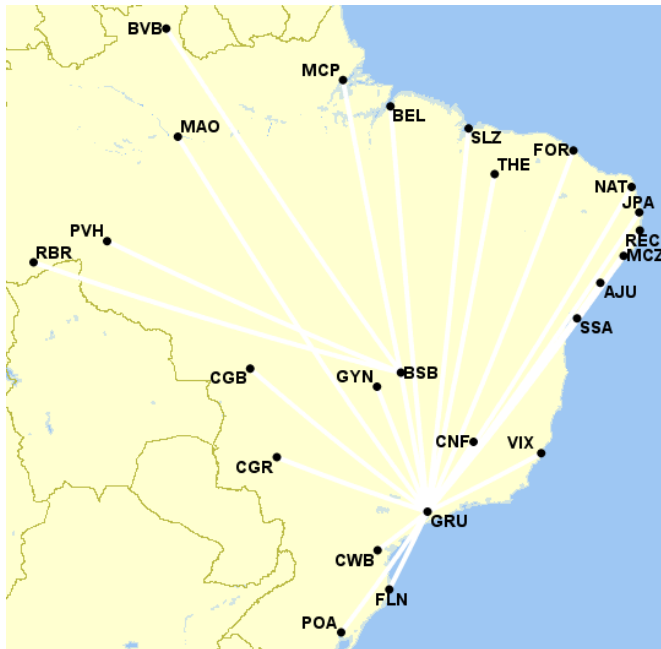 BVB
MCP
BEL
MAO
SLZ
FOR
THE
NAT
JPA
PVH
REC
RBR
MCZ
AJU
SSA
CGB
GYN
BSB
CNF
VIX
CGR
GRU
CWB
FLN
POA